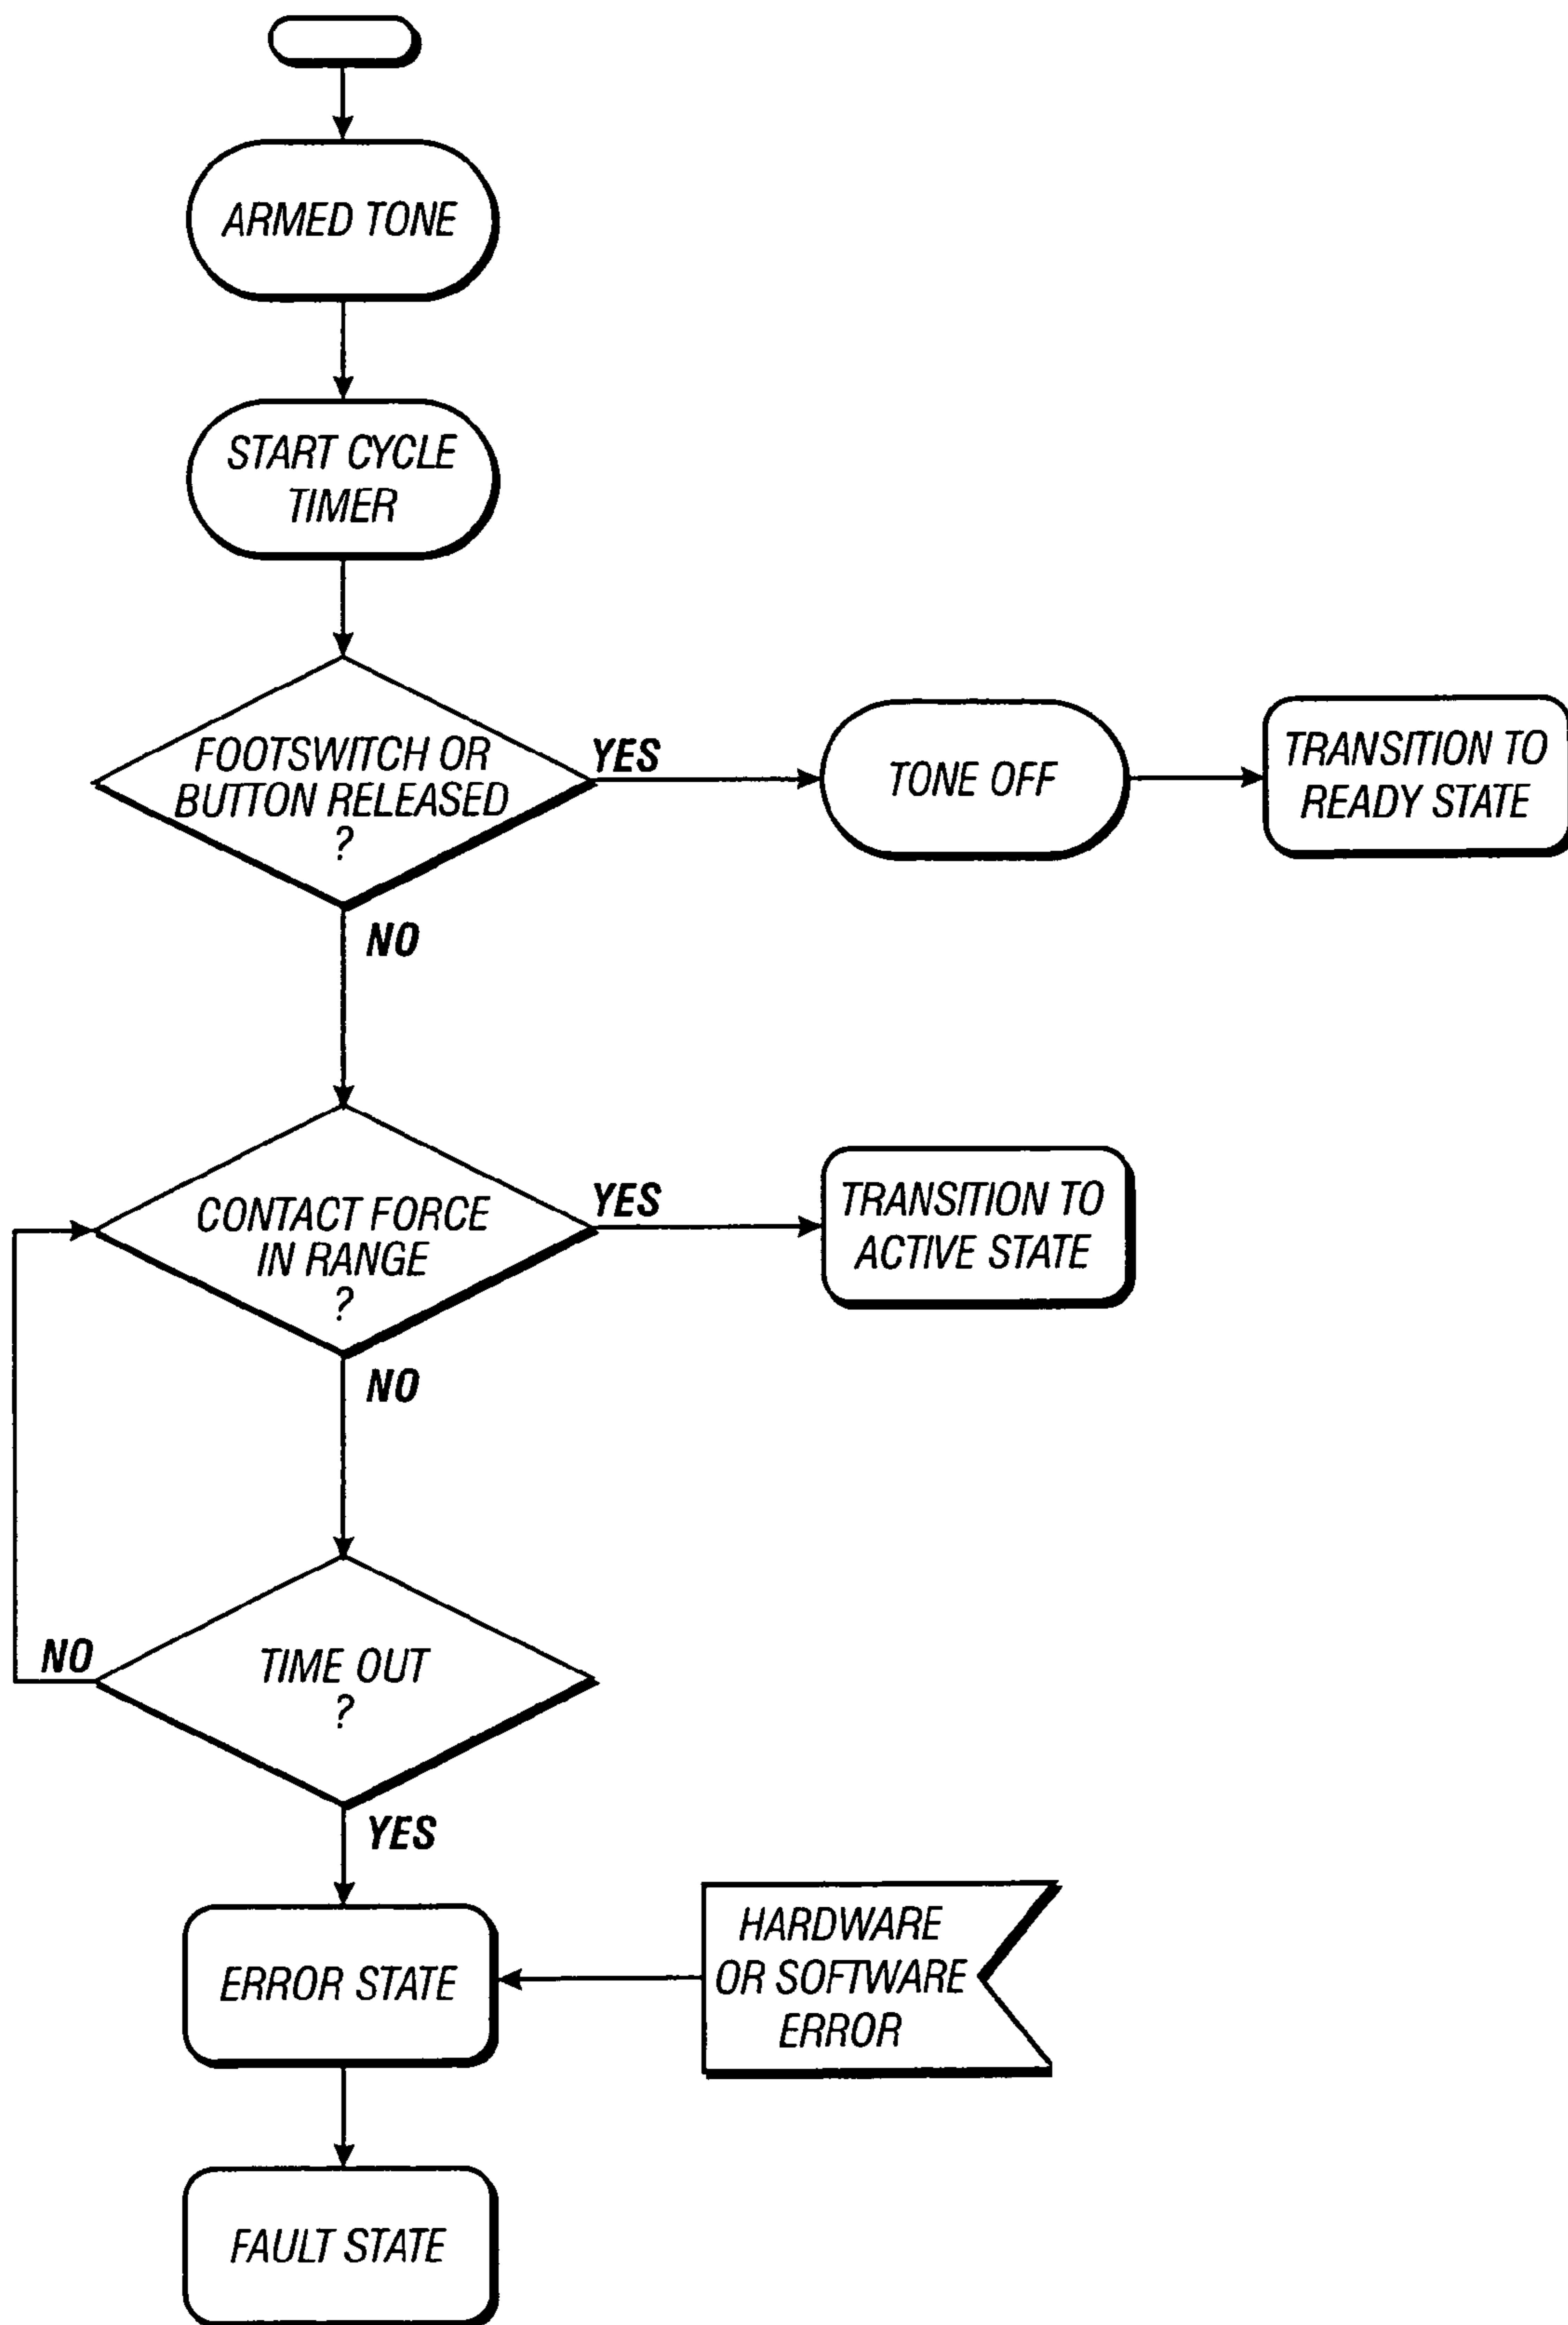 ARMED TONE
START CYCLE
TIMER
FOOTSWITCH OR
BUTTON RELEASED
?
YES
TONE OFF
TRANSITION TO
READY STATE
NO
CONTACT FORCE
IN RANGE
?
YES
TRANSITION TO
ACTIVE STATE
NO
TIME OUT
?
NO
YES
ERROR STATE
HARDWARE
OR SOFTWARE
ERROR
FAULT STATE